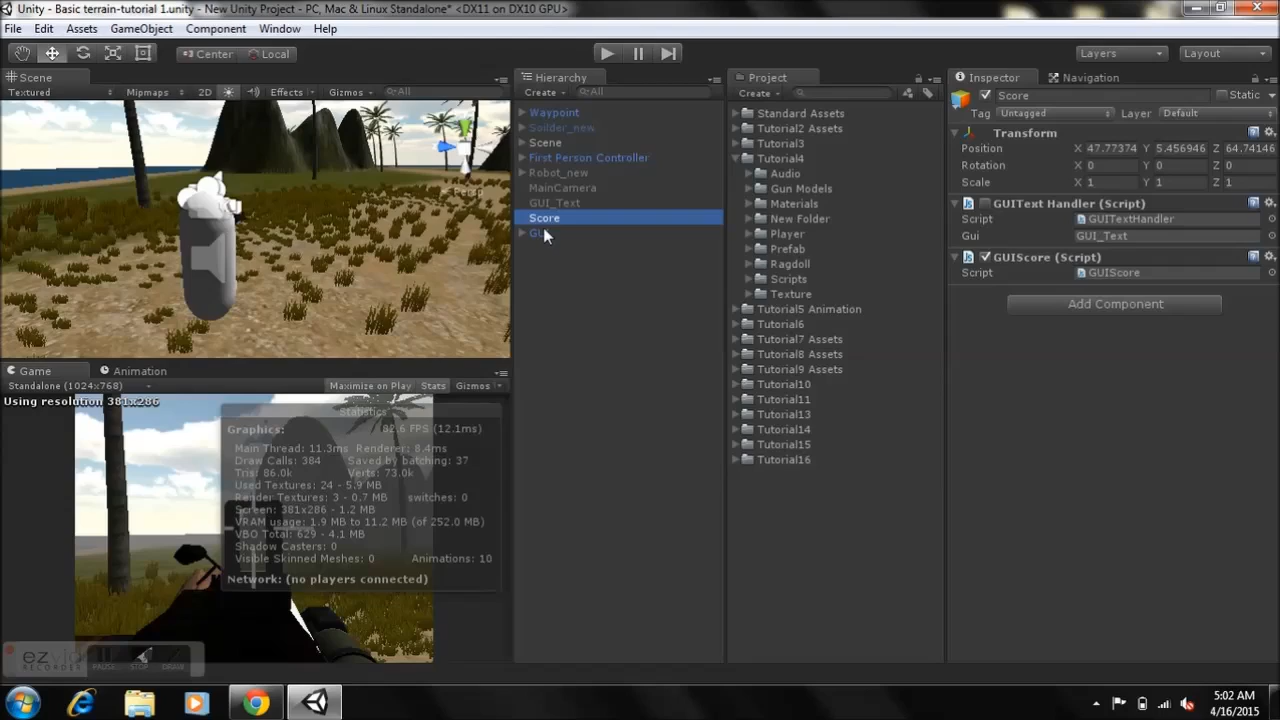 Unity - Basic terrain-tutorial 1.unity - New Unity Project - PC, Mac & Linux Standalone* <DX11 on DX10 GPU>
File Edit Assets GameObject Component Window Help
Center Local Layers Layout
Scene
Textured Mipmaps 2D Effects Gizmos All
Persp
Hierarchy
Create All
Waypoint
Soilder_new
Scene
First Person Controller
Robot_new
MainCamera
GUI_Text
Score
Project
Create
Standard Assets
Tutorial2 Assets
Tutorial3
Tutorial4
Audio
Gun Models
Materials
New Folder
Player
Prefab
Ragdoll
Scripts
Texture
Tutorial5 Animation
Tutorial6
Tutorial7 Assets
Tutorial8 Assets
Tutorial9 Assets
Tutorial10
Tutorial11
Tutorial13
Tutorial14
Tutorial15
Tutorial16
Inspector Navigation
Score Static
Tag Untagged Layer Default
Transform
Position X 47.77374 Y 5.456946 Z 64.74146
Rotation X 0 Y 0 Z 0
Scale X 1 Y 1 Z 1
GUIText Handler (Script)
Script GUITextHandler
Gui GUI_Text
GUIScore (Script)
Script GUIScore
Add Component
Game Animation
Standalone (1024x768) Maximize on Play Stats Gizmos
Using resolution 381x286
Statistics
Graphics: 82.6 FPS (12.1ms)
Main Thread: 11.3ms Renderer: 8.4ms
Draw Calls: 384 Saved by batching: 37
Tris: 86.0k Verts: 73.0k
Used Textures: 24 - 5.9 MB
Render Textures: 3 - 0.7 MB switches: 0
Screen: 381x286 - 1.2 MB
VRAM usage: 1.9 MB to 11.2 MB (of 252.0 MB)
VBO Total: 629 - 4.1 MB
Shadow Casters: 0
Visible Skinned Meshes: 0 Animations: 10
Network: (no players connected)
ezvid
RECORDER PAUSE STOP DRAW
5:02 AM
4/16/2015